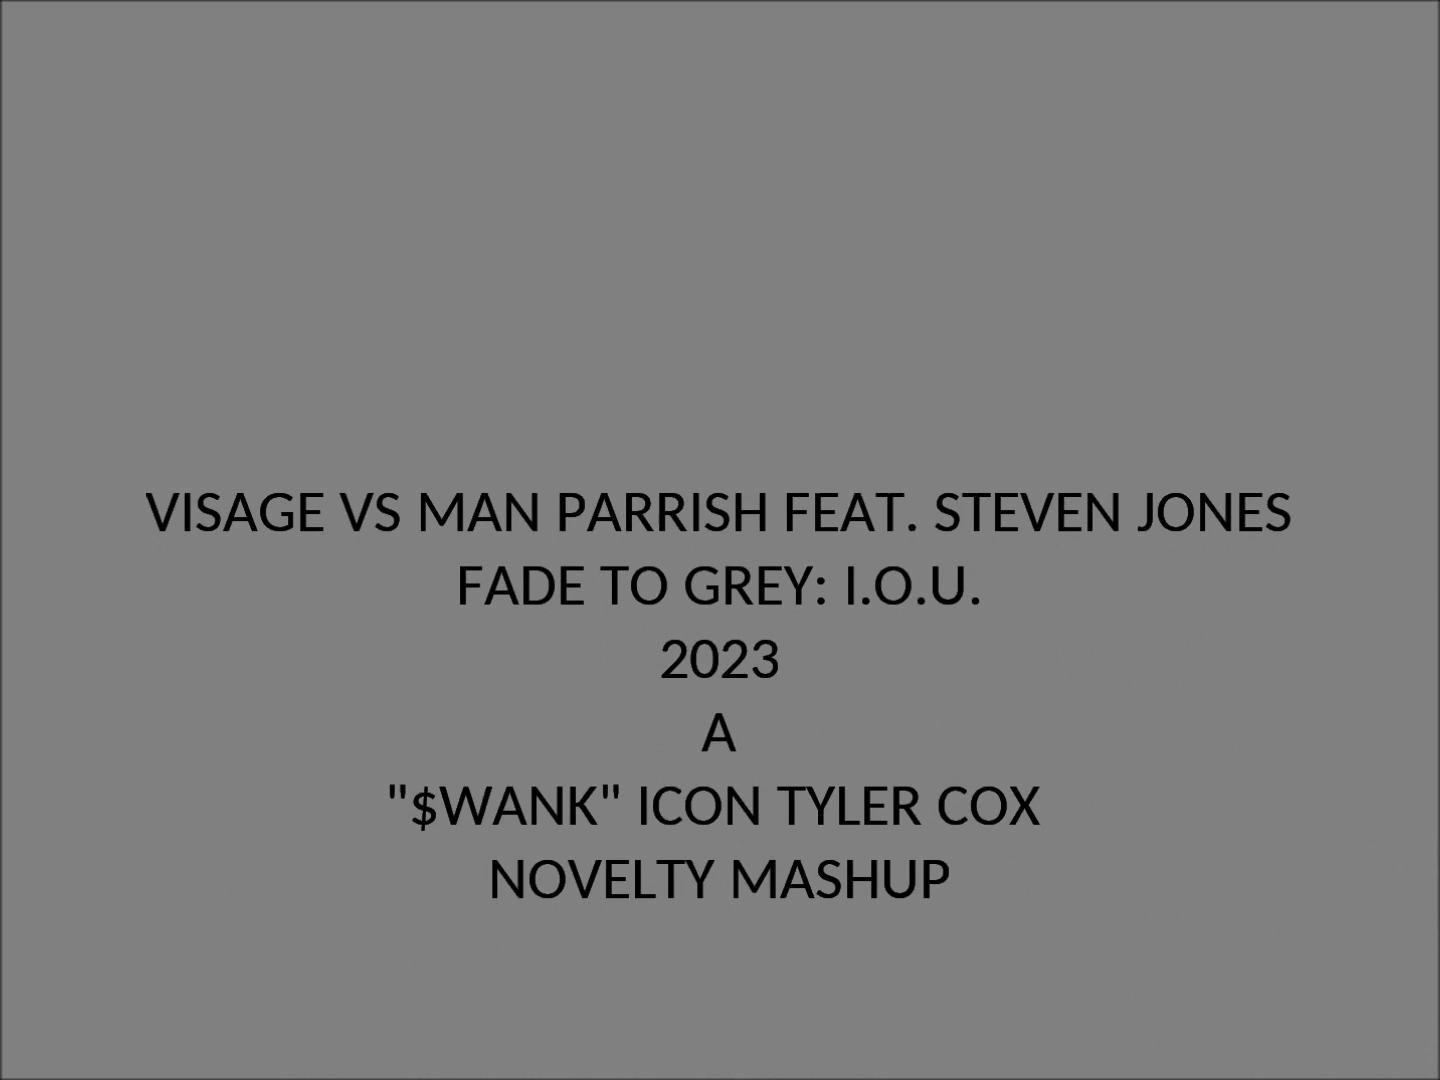 VISAGE VS MAN PARRISH FEAT. STEVEN JONES
FADE TO GREY: I.O.U.
2023
A
"$WANK" ICON TYLER COX
NOVELTY MASHUP